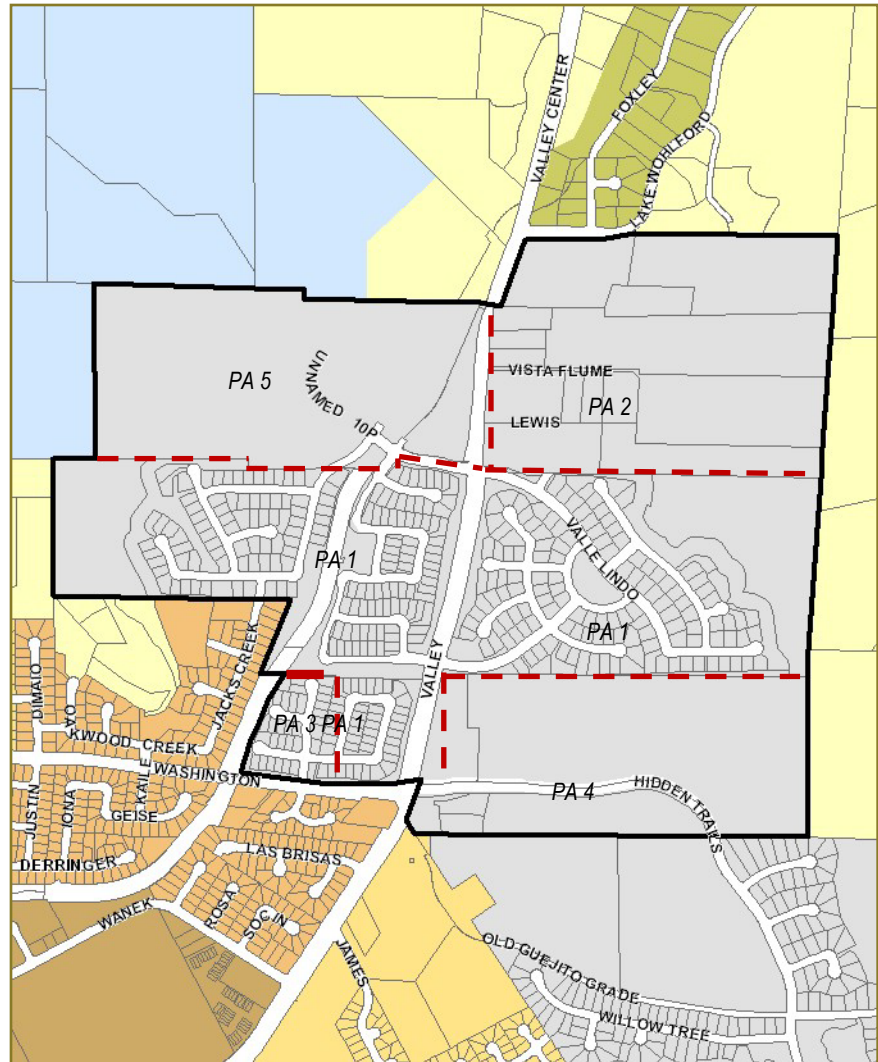 VALLEY CENTER
FOXLEY
LAKE WOHLFORD
UNNAMED 10P
PA 5
VISTA FLUME
PA 2
LEWIS
PA 1
VALLE LINDO
PA 1
VALLEY
JACKS CREEK
DIMAIO
OA
KWOOD CREEK
PA 3
PA 1
WASHINGTON
KAILE
JUSTIN
IONA
GEISE
PA 4
HIDDEN TRAILS
DERRINGER
LAS BRISAS
WANEK
ROSA
SOCIN
JAMES
OLD GUEJITO GRADE
WILLOW TREE